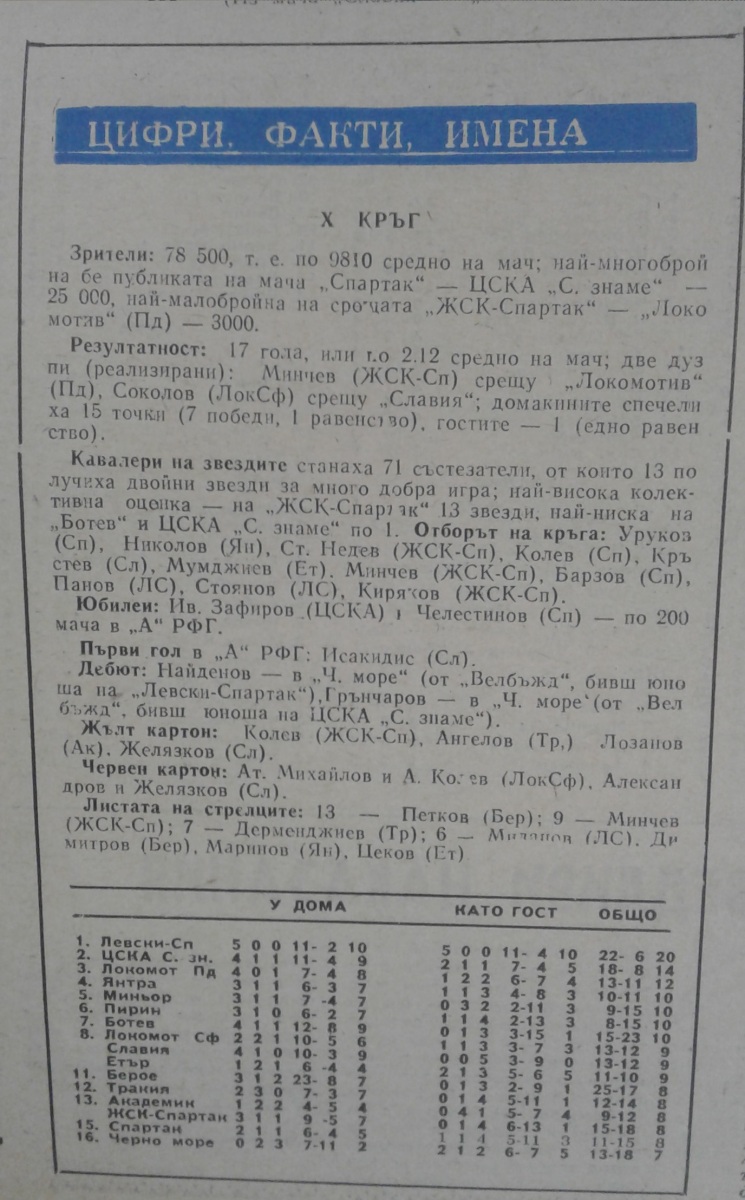 ЦИФРИ, ФАКТИ, ИМЕНА
X КРЪГ
Зрители: 78 500, т. е. по 9810 средно на мач; най-многоброй
на бе публиката на мача „Спартак“ — ЦСКА „С. знаме“ —
25 000, най-малобройна на срещата „ЖСК-Спартак“ — „Локо
мотив“ (Пд) — 3000.
Резултатност: 17 гола, или по 2.12 средно на мач; две дуз
пи (реализирани): Минчев (ЖСК-Сп) срещу „Локомотив“
(Пд), Соколов (ЛокСф) срещу „Славия“; домакините спечели
ха 15 точки (7 победи, 1 равенство), гостите — 1 (едно равен
ство).
Кавалери на звездите станаха 71 състезатели, от които 13 по
лучиха двойни звезди за много добра игра; най-висока колек-
тивна оценка — на „ЖСК-Спартак“ 13 звезди, най-ниска на
„Ботев“ и ЦСКА „С. знаме“ по 1. Отборът на кръга: Уруков
(Сп), Николов (Ян), Ст. Недев (ЖСК-Сп), Колев (Сп), Кръ
стев (Сл), Мумджиев (Ет). Минчев (ЖСК-Сп), Барзов (Сп),
Панов (ЛС), Стоянов (ЛС), Киряков (ЖСК-Сп).
Юбилеи: Ив. Зафиров (ЦСКА) и Челестинов (Сп) — по 200
мача в „А“ РФГ.
Първи гол в „А“ РФГ: Исакидис (Сл).
Дебют: Найденов — в „Ч. море“ (от „Велбъжд“, бивш юно
ша на „Левски-Спартак“),Грънчаров — в „Ч. море“ (от „Вел
бъжд“, бивш юноша на ЦСКА „С. знаме“).
Жълт картон: Колев (ЖСК-Сп), Ангелов (Тр,) Лозанов
(Ак). Желязков (Сл).
Червен картон: Ат. Михайлов и А. Колев (ЛокСф), Алексан
дров и Желязков (Сл).
Листата на стрелците: 13 — Петков (Бер); 9 — Минчев
(ЖСК-Сп); 7 — Дерменджиев (Тр); 6 — (ЛС). Ди
митров (Бер), Маринов (Ян), Цеков (Ет)
У ДОМА КАТО ГОСТ ОБЩО
1. Левски-Сп 5 0 0 11- 2 10 5 0 0 11- 4 10 22- 6 20
2. ЦСКА С. зн. 4 1 1 11- 4 9 2 1 1 7- 4 5 18- 8 14
3. Локомот Пд 4 0 1 7- 4 8 1 2 2 6- 7 4 13-11 12
4. Янтра 3 1 1 6- 3 7 1 1 3 4- 8 3 10-11 10
5. Миньор 3 1 1 7 -4 7 0 3 2 2-11 3 9-15 10
6. Пирин 3 1 0 6- 2 7 1 1 4 2-13 3 8-15 10
7. Ботев 4 1 1 12- 8 9 0 1 3 3-15 1 15-23 10
8. Локомот Сф 2 2 1 10- 5 6 1 1 3 3- 7 3 13-12 9
Славия 4 1 0 10- 3 9 0 0 5 3- 9 0 13-12 9
Етър 1 2 1 6 -4 4 2 1 3 5- 6 5 11-10 9
11. Берое 3 1 2 23- 8 7 0 1 3 2- 9 1 25-17 8
12. Тракия 2 3 0 7- 3 7 0 1 4 5-11 1 12-14 8
13. Академик 1 2 2 4- 5 4 0 4 1 5- 7 4 9-12 8
ЖСК-Спартак 3 1 1 9 -5 7 0 1 4 6-13 1 15-18 8
15. Спартак 2 1 1 6- 4 5 1 1 4 5-11 3 11-15 8
16. Черно море 0 2 3 7-11 2 2 1 2 6- 7 5 13-18 7